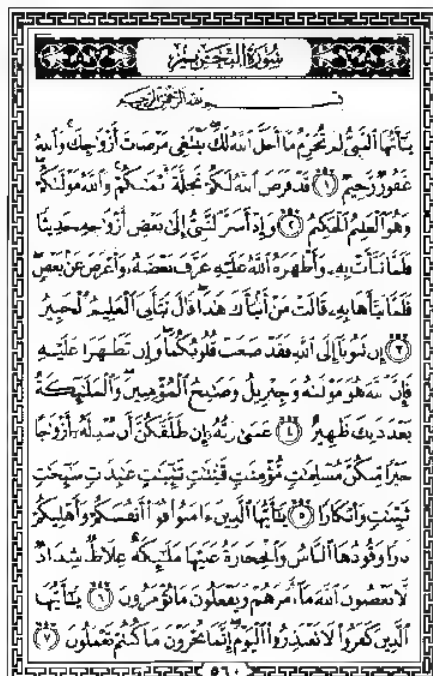 سُورَةُ التَّحْرِيمِ
بِسْمِ اللَّهِ الرَّحْمَٰنِ الرَّحِيمِ
يَـٰٓأَيُّهَا ٱلنَّبِىُّ لِمَ تُحَرِّمُ مَآ أَحَلَّ ٱللَّهُ لَكَ ۖ تَبْتَغِى مَرْضَاتَ أَزْوَٰجِكَ ۚ وَٱللَّهُ
غَفُورٌ رَّحِيمٌ ١ قَدْ فَرَضَ ٱللَّهُ لَكُمْ تَحِلَّةَ أَيْمَـٰنِكُمْ ۚ وَٱللَّهُ مَوْلَىٰكُمْ ۖ
وَهُوَ ٱلْعَلِيمُ ٱلْحَكِيمُ ٢ وَإِذْ أَسَرَّ ٱلنَّبِىُّ إِلَىٰ بَعْضِ أَزْوَٰجِهِۦ حَدِيثًا
فَلَمَّا نَبَّأَتْ بِهِۦ وَأَظْهَرَهُ ٱللَّهُ عَلَيْهِ عَرَّفَ بَعْضَهُۥ وَأَعْرَضَ عَنۢ بَعْضٍ ۖ
فَلَمَّا نَبَّأَهَا بِهِۦ قَالَتْ مَنْ أَنۢبَأَكَ هَـٰذَا ۖ قَالَ نَبَّأَنِىَ ٱلْعَلِيمُ ٱلْخَبِيرُ
٣ إِن تَتُوبَآ إِلَى ٱللَّهِ فَقَدْ صَغَتْ قُلُوبُكُمَا ۖ وَإِن تَظَـٰهَرَا عَلَيْهِ
فَإِنَّ ٱللَّهَ هُوَ مَوْلَىٰهُ وَجِبْرِيلُ وَصَـٰلِحُ ٱلْمُؤْمِنِينَ ۖ وَٱلْمَلَـٰٓئِكَةُ
بَعْدَ ذَٰلِكَ ظَهِيرٌ ٤ عَسَىٰ رَبُّهُۥٓ إِن طَلَّقَكُنَّ أَن يُبْدِلَهُۥٓ أَزْوَٰجًا
خَيْرًا مِّنكُنَّ مُسْلِمَـٰتٍ مُّؤْمِنَـٰتٍ قَـٰنِتَـٰتٍ تَـٰٓئِبَـٰتٍ عَـٰبِدَٰتٍ سَـٰٓئِحَـٰتٍ
ثَيِّبَـٰتٍ وَأَبْكَارًا ٥ يَـٰٓأَيُّهَا ٱلَّذِينَ ءَامَنُوا۟ قُوٓا۟ أَنفُسَكُمْ وَأَهْلِيكُمْ
نَارًا وَقُودُهَا ٱلنَّاسُ وَٱلْحِجَارَةُ عَلَيْهَا مَلَـٰٓئِكَةٌ غِلَاظٌ شِدَادٌ
لَّا يَعْصُونَ ٱللَّهَ مَآ أَمَرَهُمْ وَيَفْعَلُونَ مَا يُؤْمَرُونَ ٦ يَـٰٓأَيُّهَا
ٱلَّذِينَ كَفَرُوا۟ لَا تَعْتَذِرُوا۟ ٱلْيَوْمَ ۖ إِنَّمَا تُجْزَوْنَ مَا كُنتُمْ تَعْمَلُونَ ٧
٥٦٠